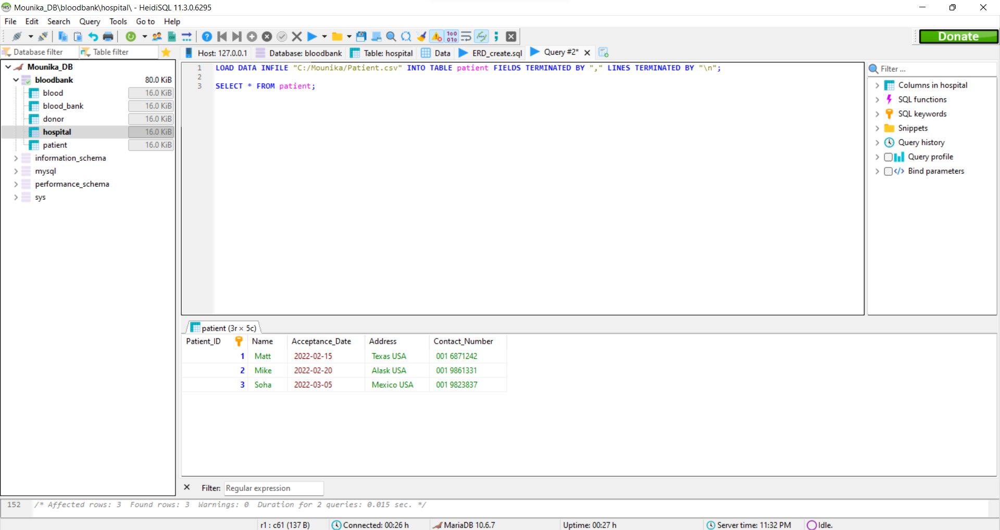 Mounika_DB\bloodbank\hospital\ - HeidiSQL 11.3.0.6295
File Edit Search Query Tools Go to Help
Donate
Database filter Table filter
Host: 127.0.0.1 Database: bloodbank Table: hospital Data ERD_create.sql Query #2*
Mounika_DB
bloodbank 80.0 KiB
blood 16.0 KiB
blood_bank 16.0 KiB
donor 16.0 KiB
hospital 16.0 KiB
patient 16.0 KiB
information_schema
mysql
performance_schema
sys
1 LOAD DATA INFILE "C:/Mounika/Patient.csv" INTO TABLE patient FIELDS TERMINATED BY "," LINES TERMINATED BY "\n";
2
3 SELECT * FROM patient;
Filter ...
Columns in hospital
SQL functions
SQL keywords
Snippets
Query history
Query profile
Bind parameters
patient (3r × 5c)
Patient_ID Name Acceptance_Date Address Contact_Number
1 Matt 2022-02-15 Texas USA 001 6871242
2 Mike 2022-02-20 Alask USA 001 9861331
3 Soha 2022-03-05 Mexico USA 001 9823837
Filter: Regular expression
152 /* Affected rows: 3 Found rows: 3 Warnings: 0 Duration for 2 queries: 0.015 sec. */
r1 : c61 (137 B) Connected: 00:26 h MariaDB 10.6.7 Uptime: 00:27 h Server time: 11:32 PM Idle.